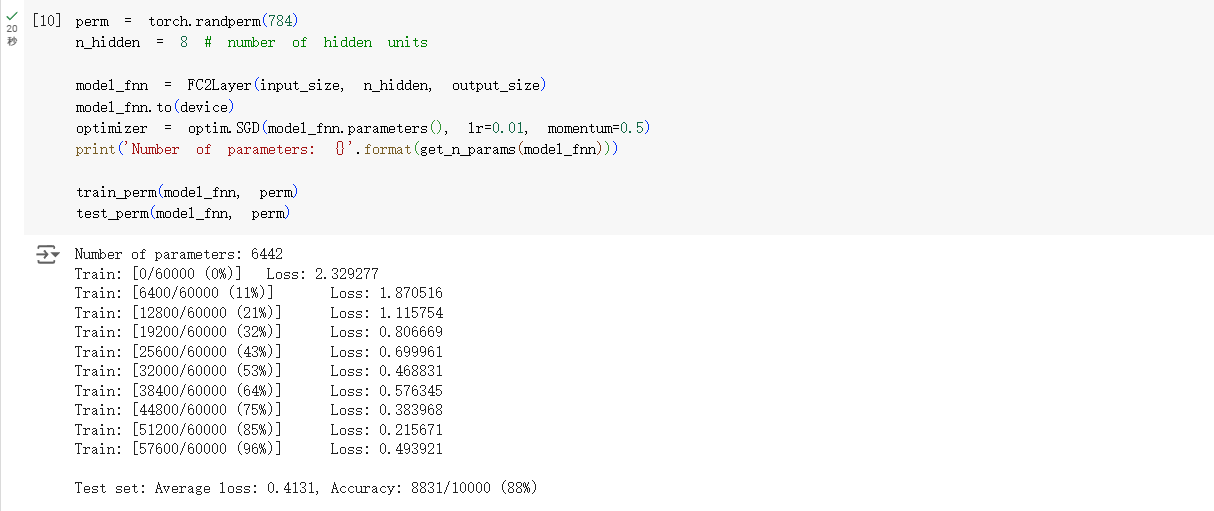 [10] perm = torch.randperm(784)
20
秒
n_hidden = 8 # number of hidden units
model_fnn = FC2Layer(input_size, n_hidden, output_size)
model_fnn.to(device)
optimizer = optim.SGD(model_fnn.parameters(), lr=0.01, momentum=0.5)
print('Number of parameters: {}'.format(get_n_params(model_fnn)))
train_perm(model_fnn, perm)
test_perm(model_fnn, perm)
Number of parameters: 6442
Train: [0/60000 (0%)] Loss: 2.329277
Train: [6400/60000 (11%)] Loss: 1.870516
Train: [12800/60000 (21%)] Loss: 1.115754
Train: [19200/60000 (32%)] Loss: 0.806669
Train: [25600/60000 (43%)] Loss: 0.699961
Train: [32000/60000 (53%)] Loss: 0.468831
Train: [38400/60000 (64%)] Loss: 0.576345
Train: [44800/60000 (75%)] Loss: 0.383968
Train: [51200/60000 (85%)] Loss: 0.215671
Train: [57600/60000 (96%)] Loss: 0.493921
Test set: Average loss: 0.4131, Accuracy: 8831/10000 (88%)